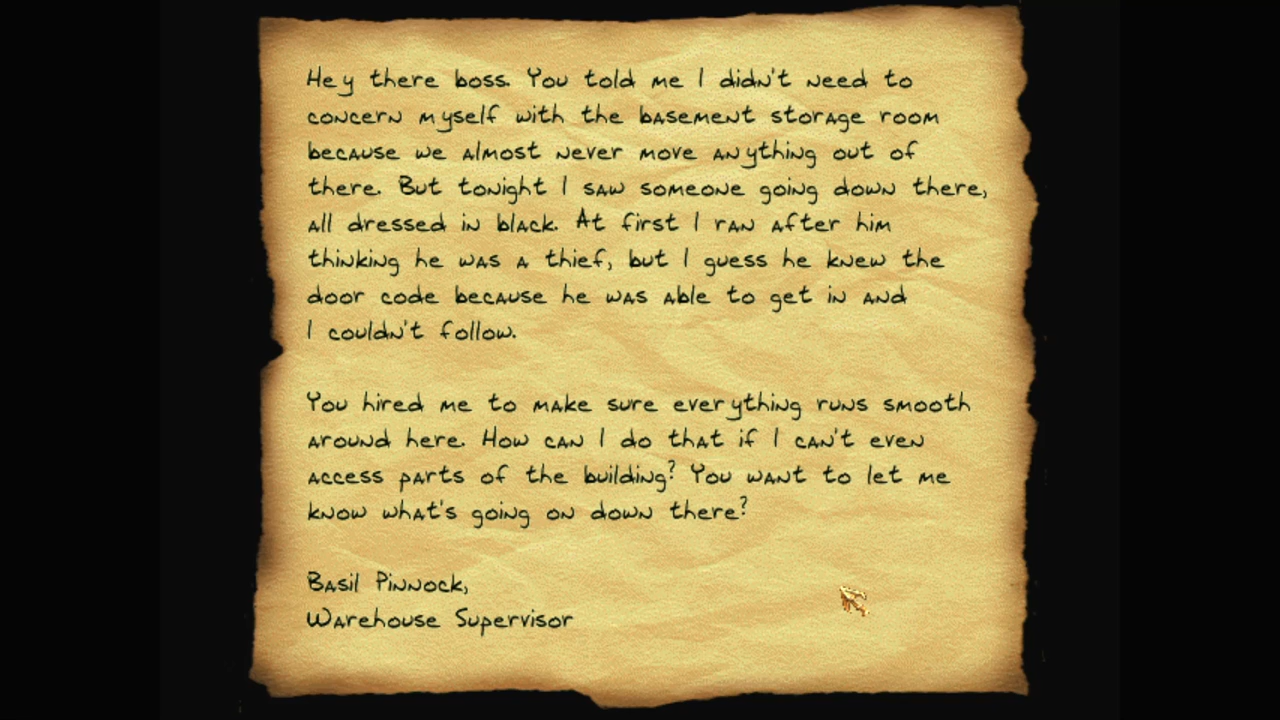 Hey there boss. You told me I didn't need to
concern myself with the basement storage room
because we almost never move anything out of
there. But tonight I saw someone going down there,
all dressed in black. At first I ran after him
thinking he was a thief, but I guess he knew the
door code because he was able to get in and
I couldn't follow.
You hired me to make sure everything runs smooth
around here. How can I do that if I can't even
access parts of the building? You want to let me
know what's going on down there?
Basil Pinnock,
Warehouse Supervisor